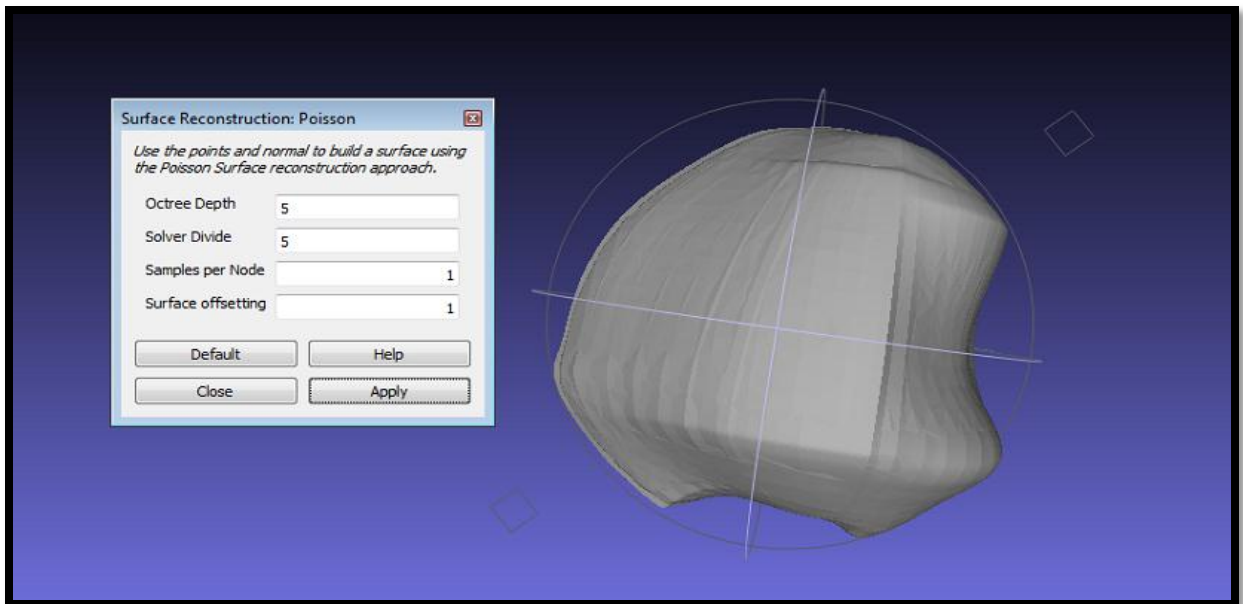 Surface Reconstruction: Poisson
Use the points and normal to build a surface using
the Poisson Surface reconstruction approach.
Octree Depth 5
Solver Divide 5
Samples per Node 1
Surface offsetting 1
Default Help
Close Apply